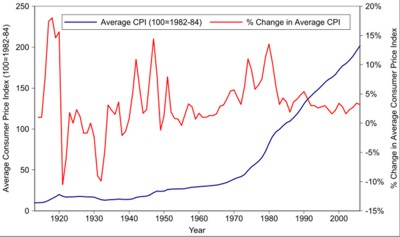 Average CPI (100=1982-84)
% Change in Average CPI
Average Consumer Price Index (100=1982-84)
250
200
150
100
50
0
20%
15%
10%
5%
0%
-5%
-10%
-15%
% Change in Average Consumer Price Index
1920 1930 1940 1950 1960 1970 1980 1990 2000
Year